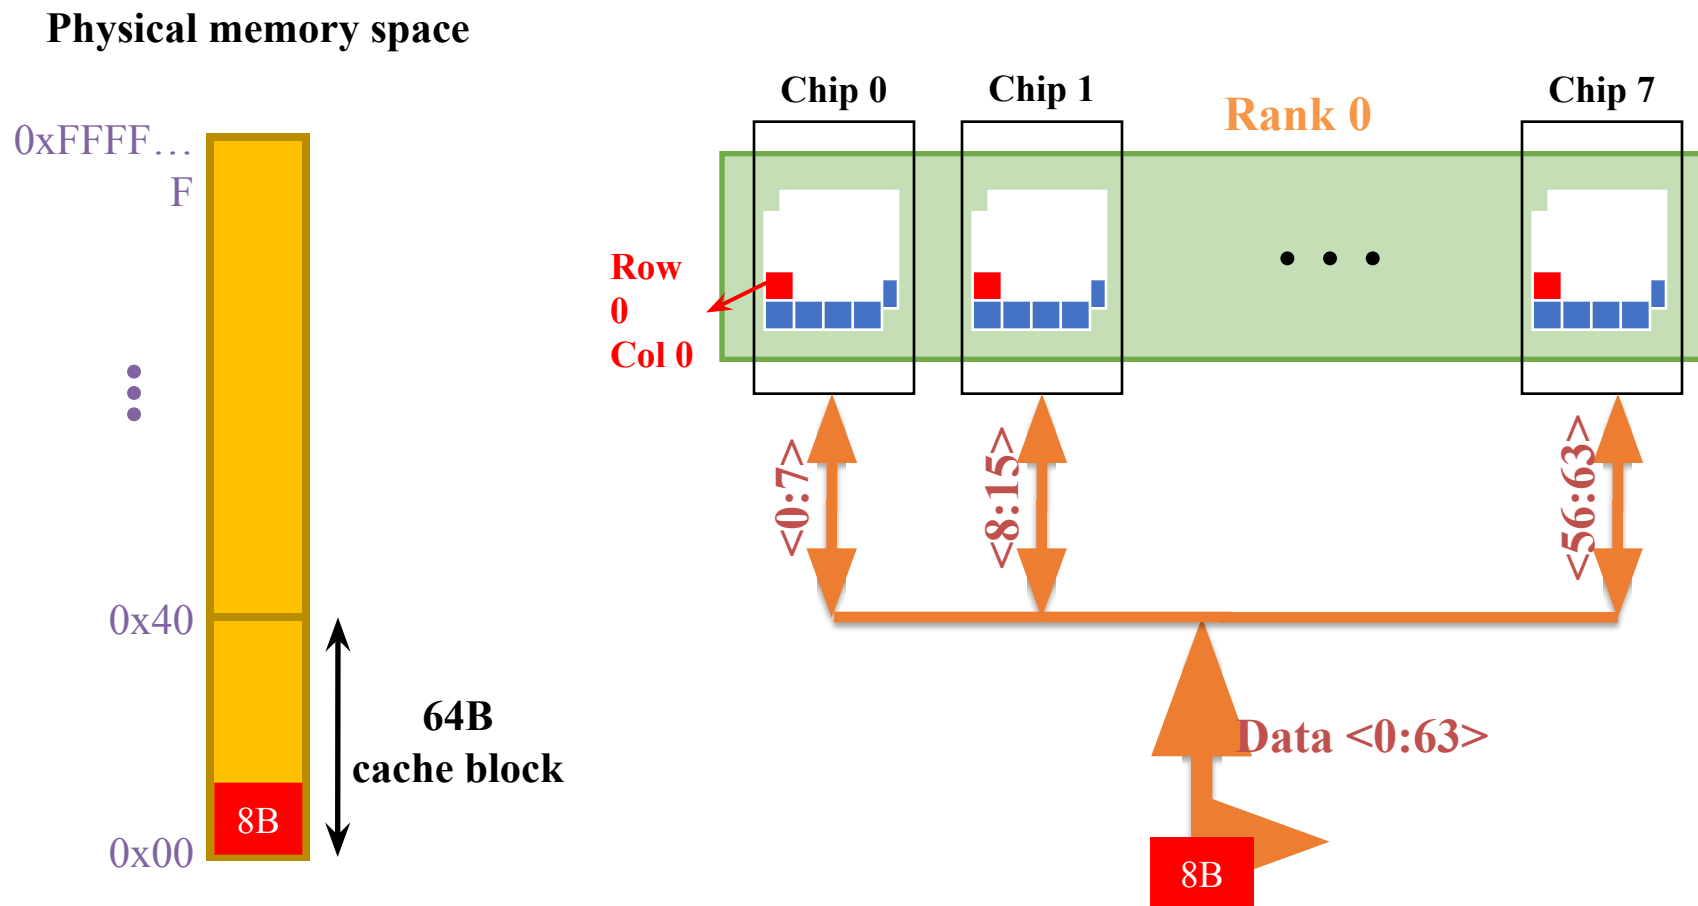 Physical memory space
Chip 0
Chip 1
Chip 7
Rank 0
0xFFFF…
F
Row
0
Col 0
<0:7>
<8:15>
<56:63>
0x40
64B
cache block
Data <0:63>
8B
0x00
8B